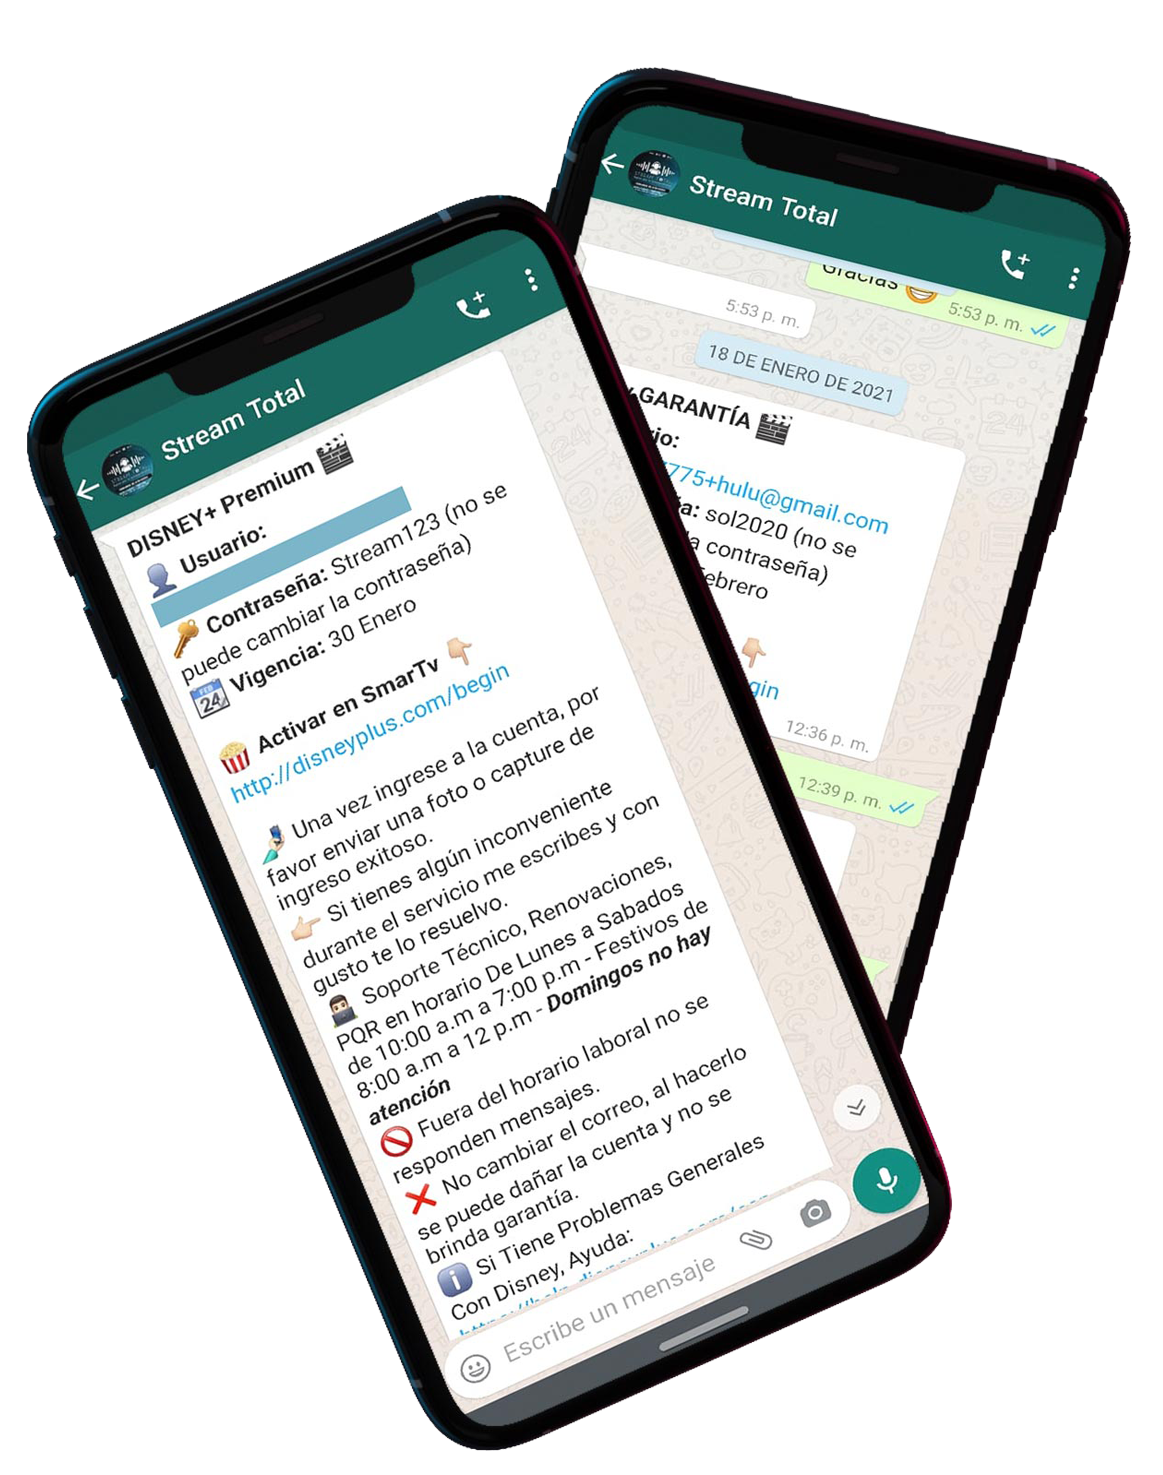 Stream Total
DISNEY+ Premium
Usuario:
Contraseña: Stream123 (no se
puede cambiar la contraseña)
Vigencia: 30 Enero
Activar en SmarTv
http://disneyplus.com/begin
Una vez ingrese a la cuenta, por
favor enviar una foto o capture de
ingreso exitoso.
Si tienes algún inconveniente
durante el servicio me escribes y con
gusto te lo resuelvo.
Soporte Técnico, Renovaciones,
PQR en horario De Lunes a Sabados
de 10:00 a.m a 7:00 p.m - Festivos de
8:00 a.m a 12 p.m - Domingos no hay
atención
Fuera del horario laboral no se
responden mensajes.
No cambiar el correo, al hacerlo
se puede dañar la cuenta y no se
brinda garantía.
Si Tiene Problemas Generales
Con Disney, Ayuda:
Escribe un mensaje
Stream Total
Gracias
5:53 p. m.
5:53 p. m.
18 DE ENERO DE 2021
y GARANTÍA
775+hulu@gmail.com
sol2020 (no se
contraseña)
12:36 p. m.
12:39 p. m.